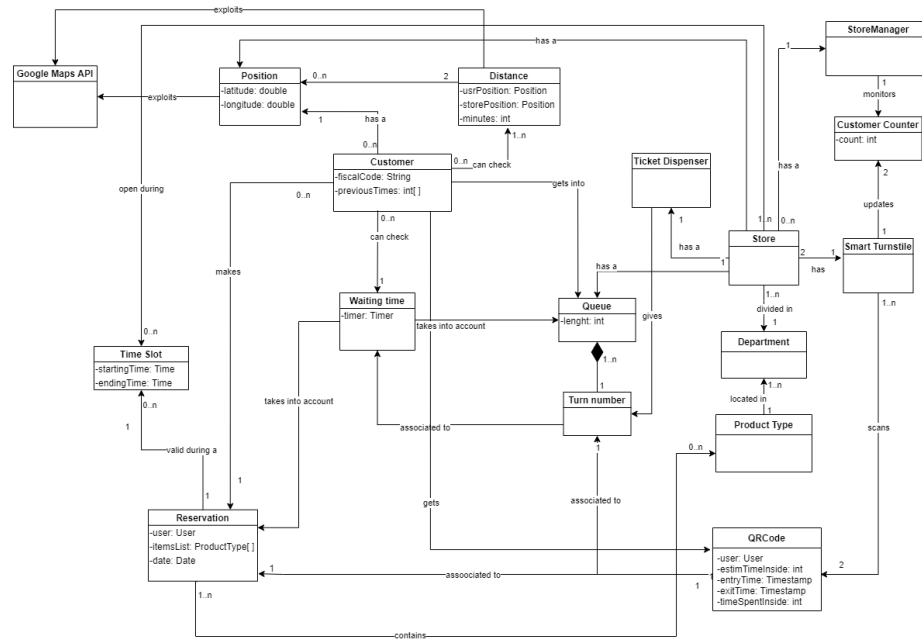 exploits
has a
StoreManager
Google Maps API
Position
-latitude: double
-longitude: double
0..n
2
Distance
-usrPosition: Position
-storePosition: Position
-minutes: int
1
1
monitors
exploits
1
has a
0..n
1..n
Customer Counter
-count: int
Customer
-fiscalCode: String
-previousTimes: int[ ]
0..n
can check
Ticket Dispenser
has a
2
open during
0..n
0..n
gets into
1
1..n
0..n
updates
1
can check
Store
has a
1
2
has
1
Smart Turnstile
makes
has a
1..n
1..n
1
Waiting time
-timer: Timer
takes into account
Queue
-lenght: int
gives
divided in
1
0..n
Time Slot
-startingTime: Time
-endingTime: Time
1..n
Department
0..n
1
takes into account
1
Turn number
1..n
located in
1
associated to
Product Type
1
valid during a
1
0..n
scans
1
1
gets
associated to
Reservation
-user: User
-itemsList: ProductType[ ]
-date: Date
QRCode
-user: User
-estimTimeInside: int
-entryTime: Timestamp
-exitTime: Timestamp
-timeSpentInside: int
1
assoociated to
1
1
2
1..n
contains